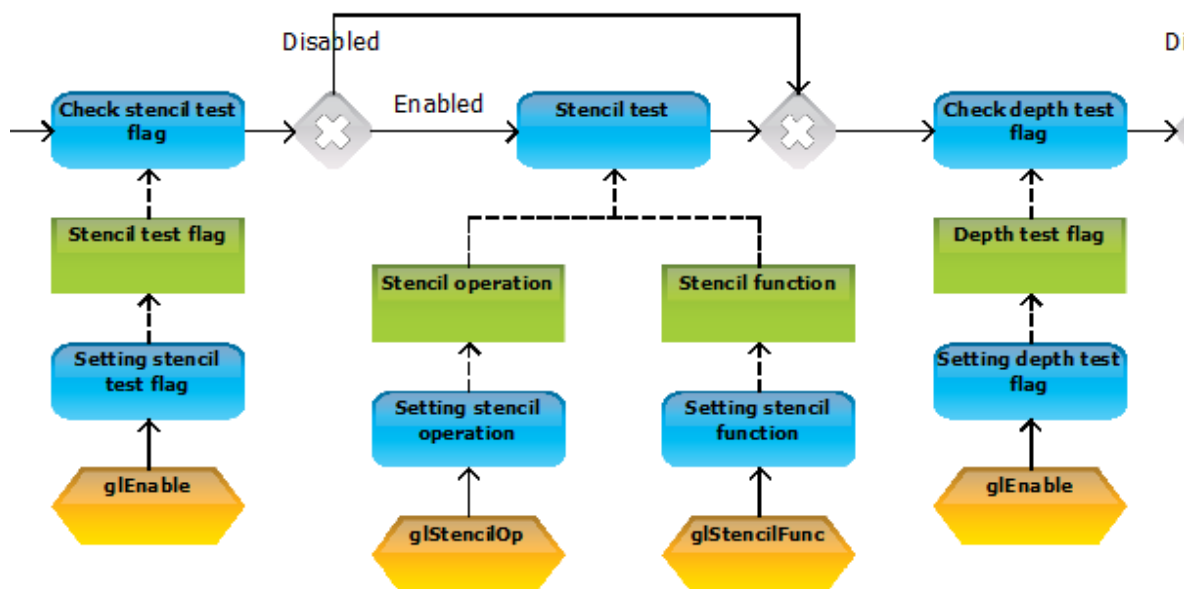 Disabled
Di
Enabled
Check stencil test
flag
Stencil test
Check depth test
flag
Stencil test flag
Depth test flag
Stencil operation
Stencil function
Setting stencil
test flag
Setting depth test
flag
Setting stencil
operation
Setting stencil
function
glEnable
glEnable
glStencilOp
glStencilFunc